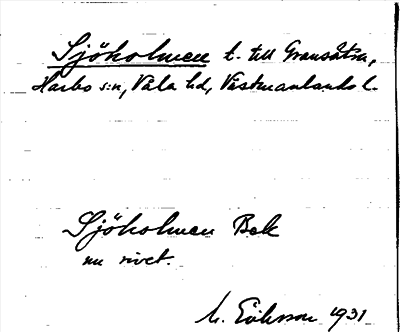 Sjöholmen t. till Gransätra,
Harbo s:n, Våla hd, Västmanlands l.
Sjöholmen Bek
nu rivet.
M. Eriksson 1931